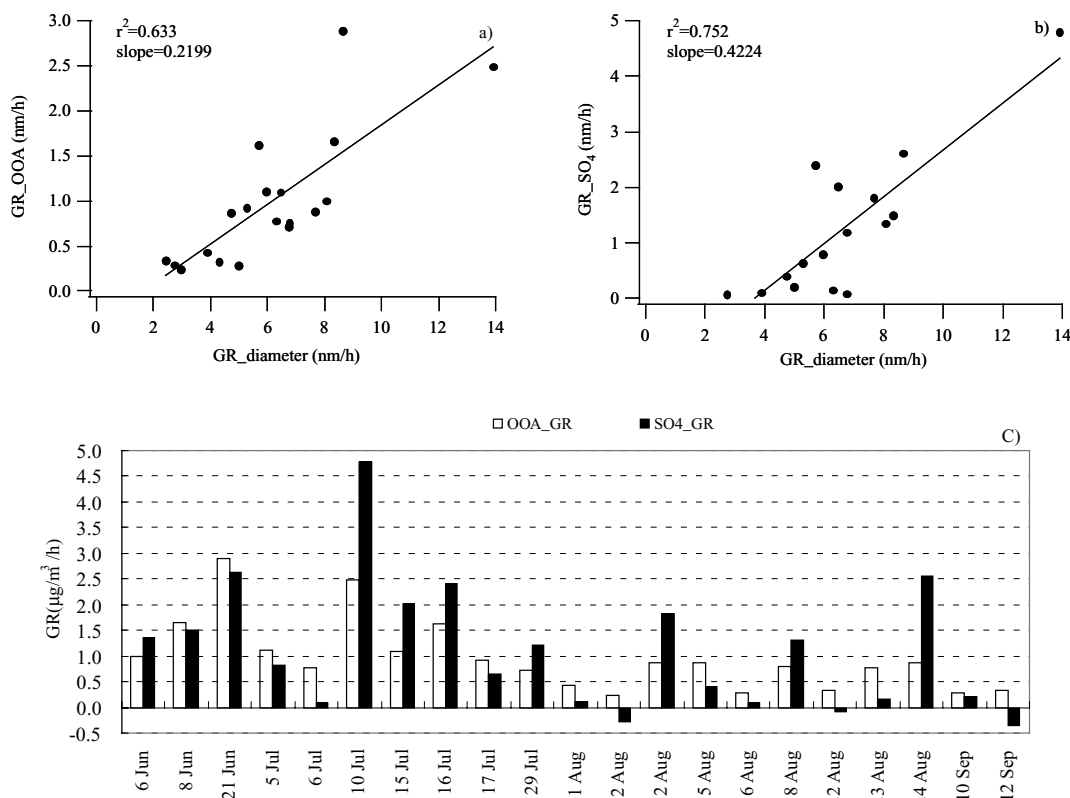 r²=0.633
slope=0.2199
a)
3.0
2.5
2.0
1.5
1.0
0.5
0.0
GR_OOA (nm/h)
0 2 4 6 8 10 12 14
GR_diameter (nm/h)
r²=0.752
slope=0.4224
b)
5
4
3
2
1
0
GR_SO₄ (nm/h)
0 2 4 6 8 10 12 14
GR_diameter (nm/h)
OOA_GR SO4_GR
C)
5.0
4.5
4.0
3.5
3.0
2.5
2.0
1.5
1.0
0.5
0.0
-0.5
GR(µg/m³/h)
6 Jun
8 Jun
21 Jun
5 Jul
6 Jul
10 Jul
15 Jul
16 Jul
17 Jul
29 Jul
1 Aug
2 Aug
2 Aug
5 Aug
6 Aug
8 Aug
2 Aug
3 Aug
4 Aug
10 Sep
12 Sep